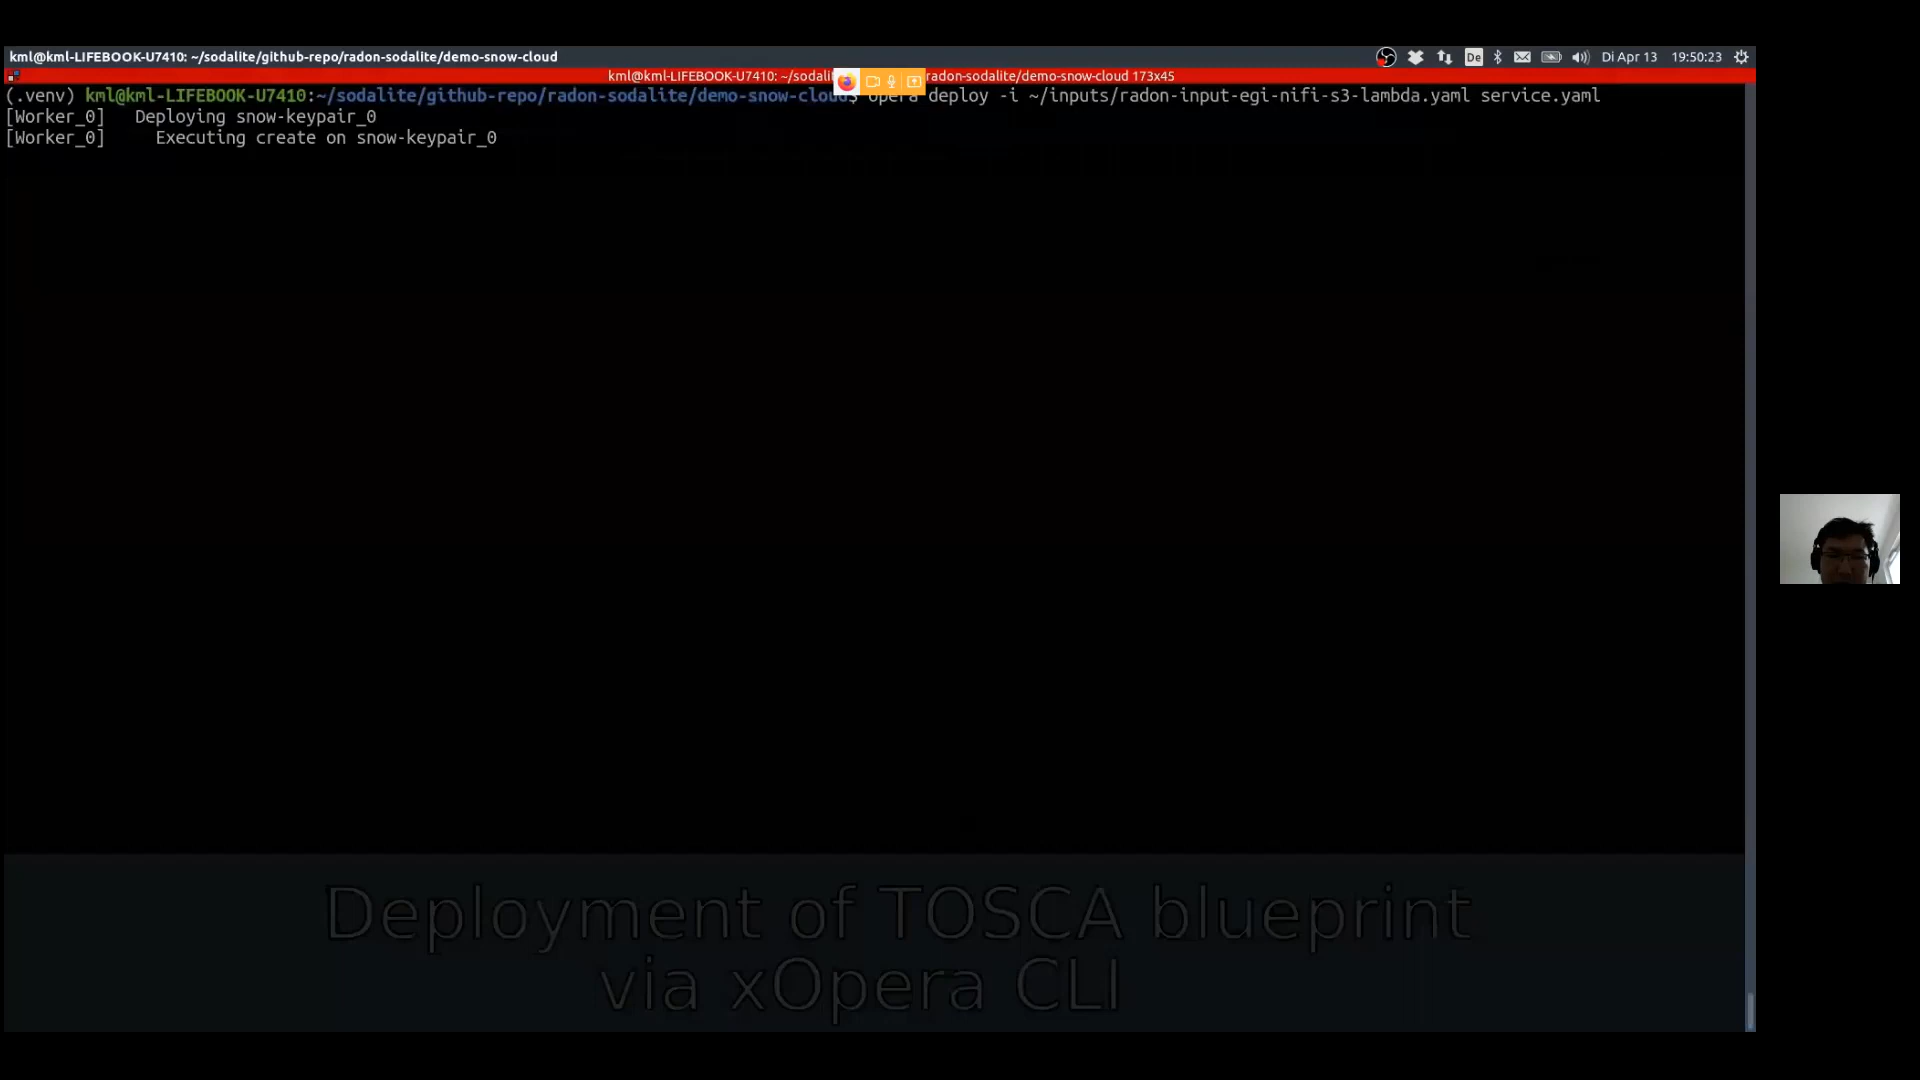 kml@kml-LIFEBOOK-U7410: ~/sodalite/github-repo/radon-sodalite/demo-snow-cloud
De
Di Apr 13 19:50:23
kml@kml-LIFEBOOK-U7410: ~/sodali radon-sodalite/demo-snow-cloud 173x45
(.venv) kml@kml-LIFEBOOK-U7410:~/sodalite/github-repo/radon-sodalite/demo-snow-cloud$ opera deploy -i ~/inputs/radon-input-egi-nifi-s3-lambda.yaml service.yaml
[Worker_0] Deploying snow-keypair_0
[Worker_0] Executing create on snow-keypair_0
Deployment of TOSCA blueprint
via xOpera CLI